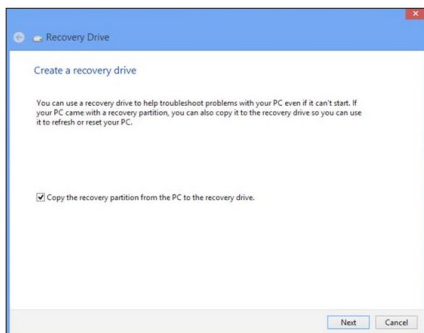 Recovery Drive
Create a recovery drive
You can use a recovery drive to help troubleshoot problems with your PC even if it can't start. If
your PC came with a recovery partition, you can also copy it to the recovery drive so you can use
it to refresh or reset your PC.
Copy the recovery partition from the PC to the recovery drive.
Next Cancel